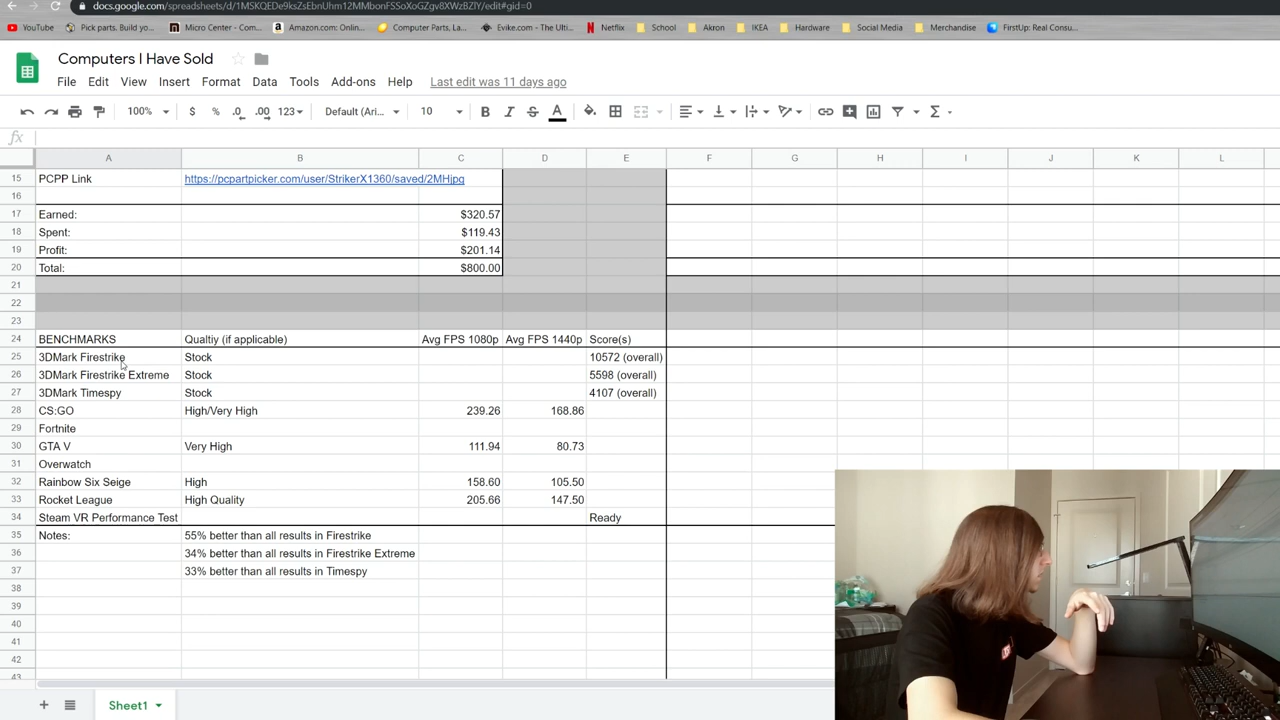 docs.google.com/spreadsheets/d/1MSKQEDe9ksZsEbnUhm12MMbonFSSoXoGZgv8XWzBZlY/edit#gid=0
YouTube Pick parts. Build yo... Micro Center - Com... Amazon.com: Onlin... Computer Parts, La... Evike.com - The Ulti... Netflix School Akron IKEA Hardware Social Media Merchandise FirstUp: Real Consu...
Computers I Have Sold
File Edit View Insert Format Data Tools Add-ons Help Last edit was 11 days ago
100% $ % .0 .00 123 Default (Ari... 10 B I S A
fx
A B C D E F G H I J K L
15 PCPP Link https://pcpartpicker.com/user/StrikerX1360/saved/2MHjpg
16
17 Earned: $320.57
18 Spent: $119.43
19 Profit: $201.14
20 Total: $800.00
21
22
23
24 BENCHMARKS Qualtiy (if applicable) Avg FPS 1080p Avg FPS 1440p Score(s)
25 3DMark Firestrike Stock 10572 (overall)
26 3DMark Firestrike Extreme Stock 5598 (overall)
27 3DMark Timespy Stock 4107 (overall)
28 CS:GO High/Very High 239.26 168.86
29 Fortnite
30 GTA V Very High 111.94 80.73
31 Overwatch
32 Rainbow Six Seige High 158.60 105.50
33 Rocket League High Quality 205.66 147.50
34 Steam VR Performance Test Ready
35 Notes: 55% better than all results in Firestrike
36 34% better than all results in Firestrike Extreme
37 33% better than all results in Timespy
38
39
40
41
42
43
Sheet1